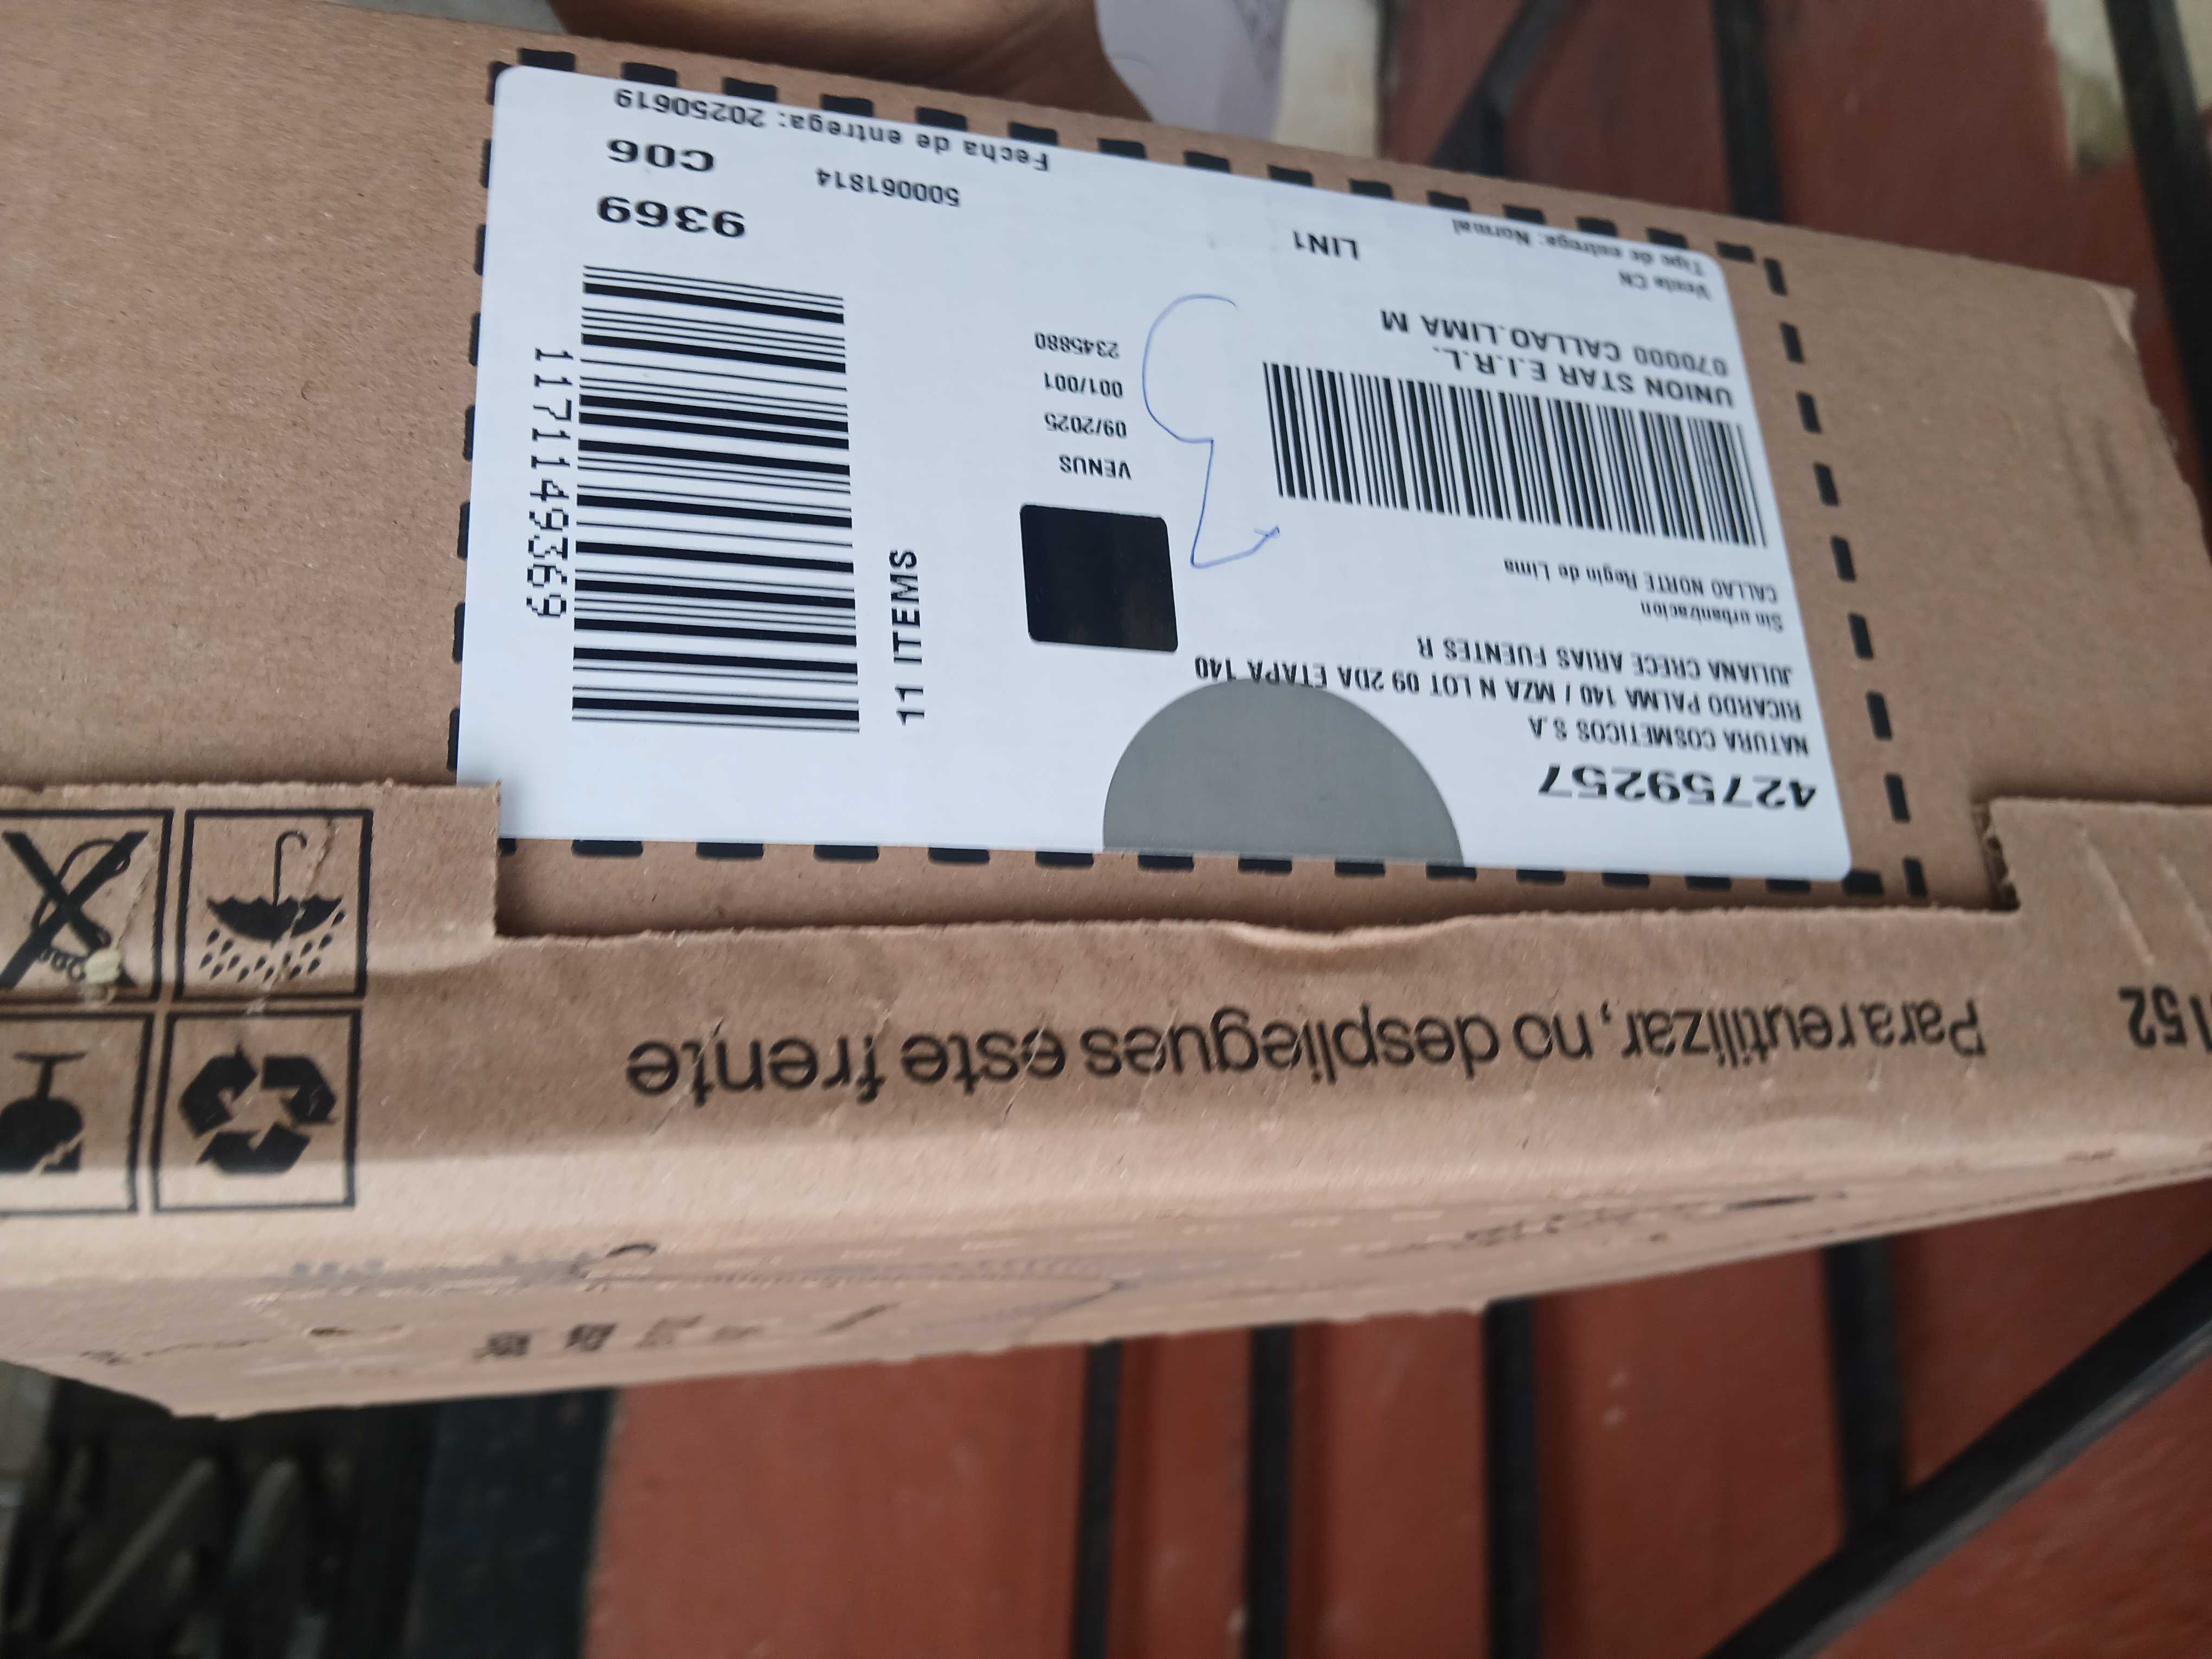 42759257
NATURA COSMETICOS S.A
RICARDO PALMA 140 / MZA N LOT 09 2DA ETAPA 140
JULIANA CRECE ARIAS FUENTES R
Sin urbanizacion
CALLAO NORTE Regin de Lima
UNION STAR E.I.R.L.
070000 CALLAO.LIMA M
Venta CN
Tipo de entrega: Normal
LIN1
VENUS
09/2025
001/001
2345880
11 ITEMS
1171149369
9369
C06
500061814
Fecha de entrega: 20250619
152
Para reutilizar, no despliegues este frente